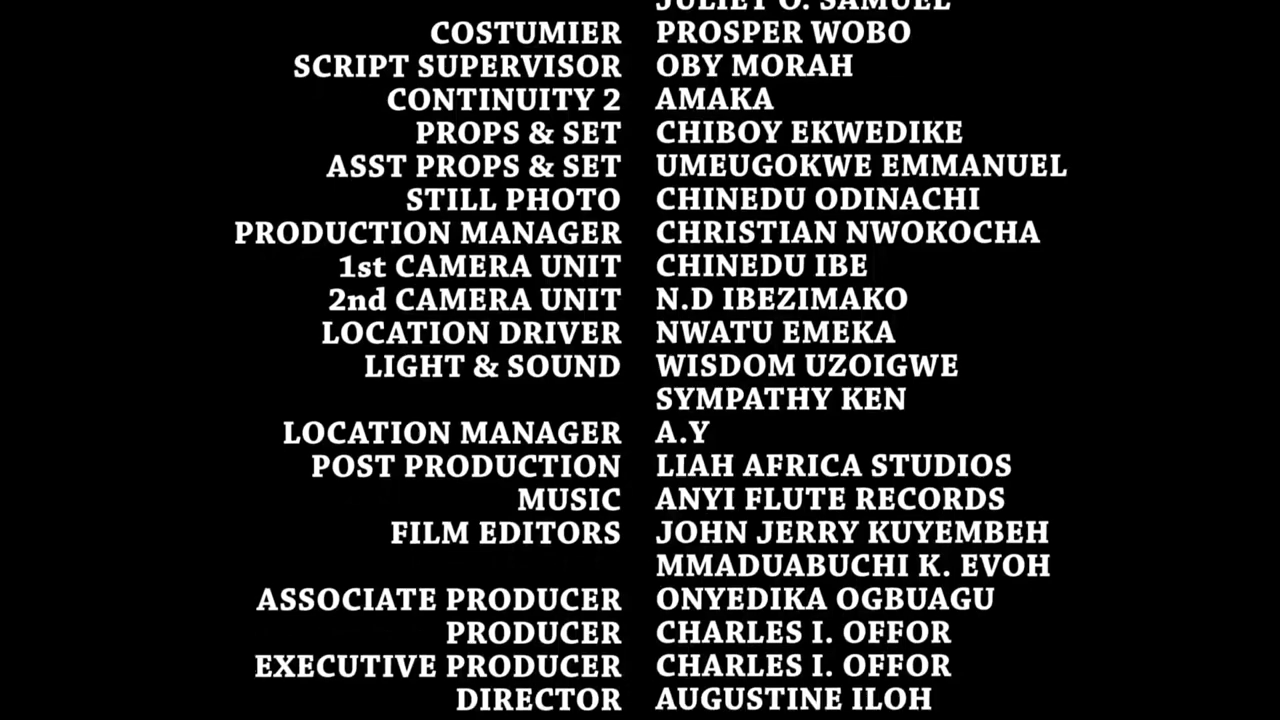 JULIET O. SAMUEL
COSTUMIER PROSPER WOBO
SCRIPT SUPERVISOR OBY MORAH
CONTINUITY 2 AMAKA
PROPS & SET CHIBOY EKWEDIKE
ASST PROPS & SET UMEUGOKWE EMMANUEL
STILL PHOTO CHINEDU ODINACHI
PRODUCTION MANAGER CHRISTIAN NWOKOCHA
1st CAMERA UNIT CHINEDU IBE
2nd CAMERA UNIT N.D IBEZIMAKO
LOCATION DRIVER NWATU EMEKA
LIGHT & SOUND WISDOM UZOIGWE
SYMPATHY KEN
LOCATION MANAGER A.Y
POST PRODUCTION LIAH AFRICA STUDIOS
MUSIC ANYI FLUTE RECORDS
FILM EDITORS JOHN JERRY KUYEMBEH
MMADUABUCHI K. EVOH
ASSOCIATE PRODUCER ONYEDIKA OGBUAGU
PRODUCER CHARLES I. OFFOR
EXECUTIVE PRODUCER CHARLES I. OFFOR
DIRECTOR AUGUSTINE ILOH